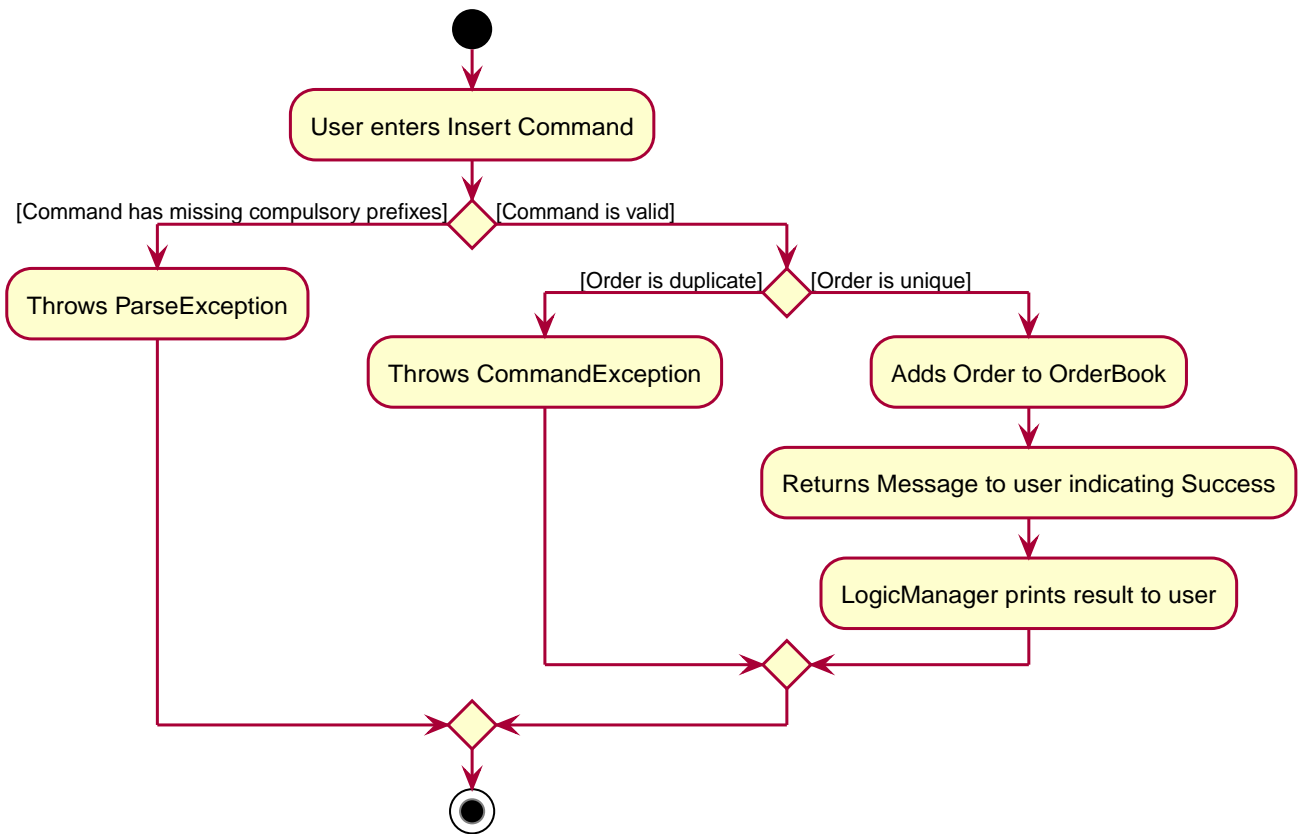 User enters Insert Command
[Command has missing compulsory prefixes]
[Command is valid]
Throws ParseException
[Order is duplicate]
[Order is unique]
Throws CommandException
Adds Order to OrderBook
Returns Message to user indicating Success
LogicManager prints result to user